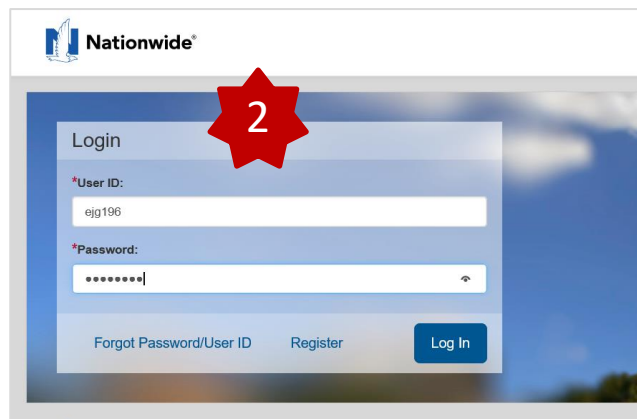 Nationwide®
2
Login
*User ID:
ejg196
*Password:
••••••••
Forgot Password/User ID Register Log In